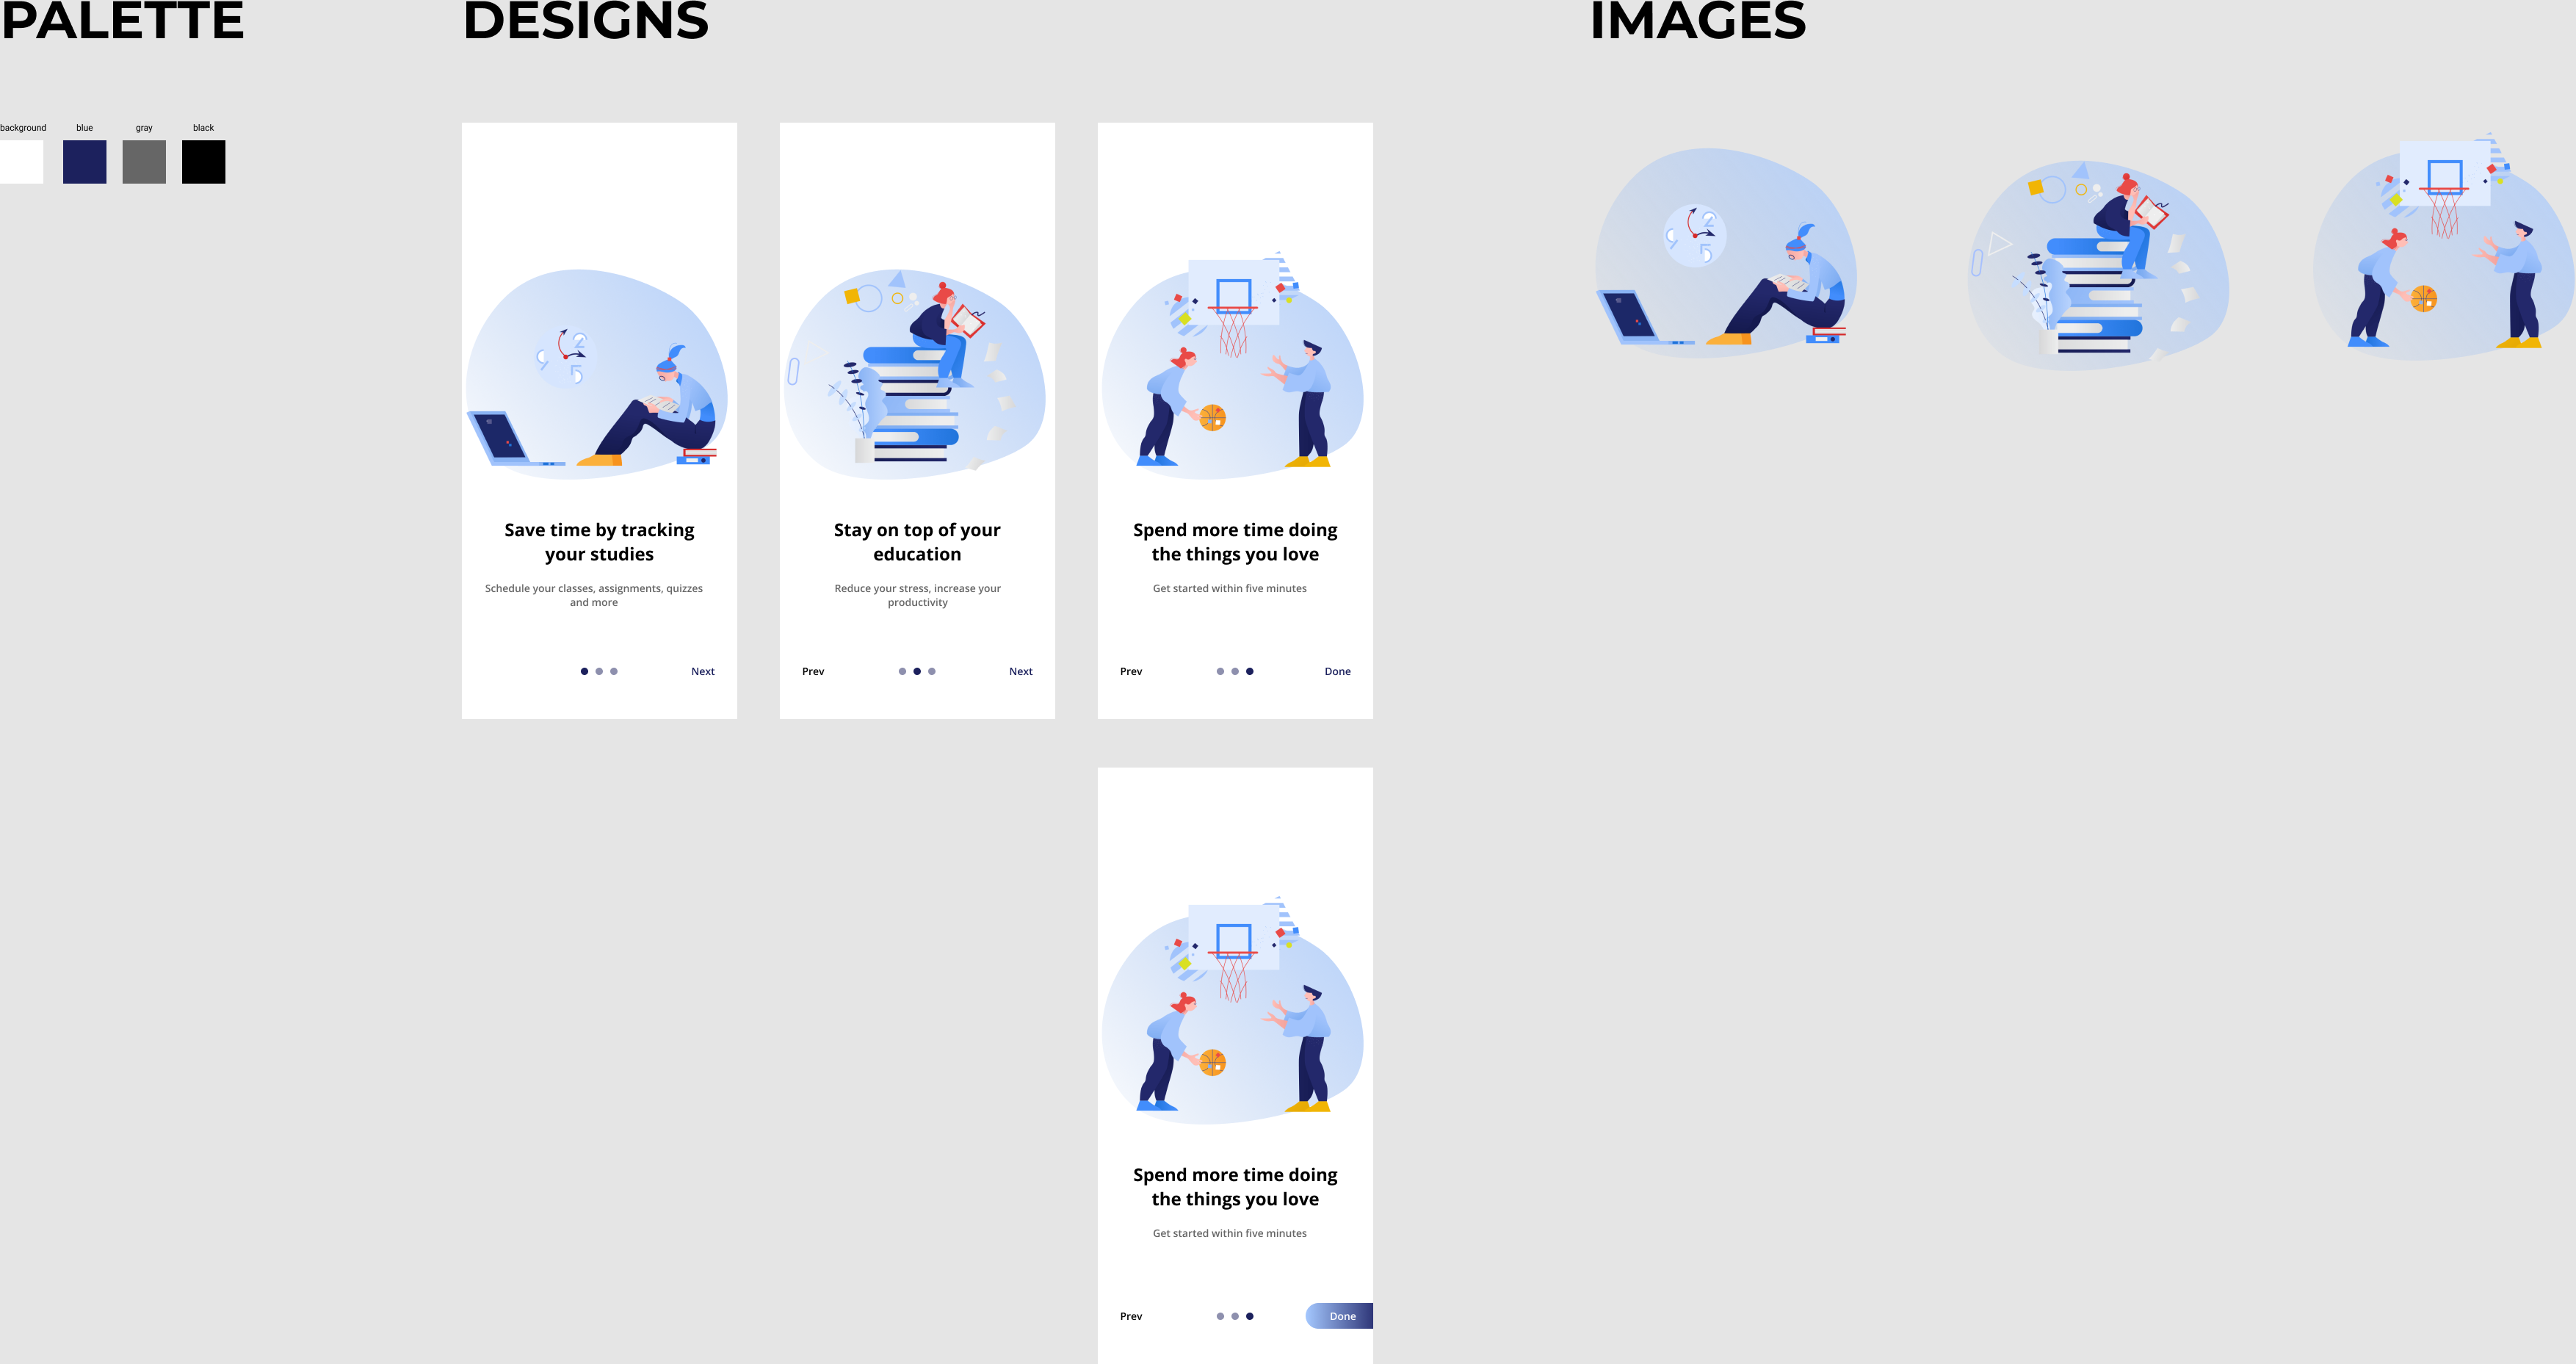 PALETTE
background
blue
gray
black
DESIGNS
Save time by tracking
your studies
Schedule your classes, assignments, quizzes
and more
Next
Stay on top of your
education
Reduce your stress, increase your
productivity
Prev
Next
Spend more time doing
the things you love
Get started within five minutes
Prev
Done
Spend more time doing
the things you love
Get started within five minutes
Prev
Done
IMAGES